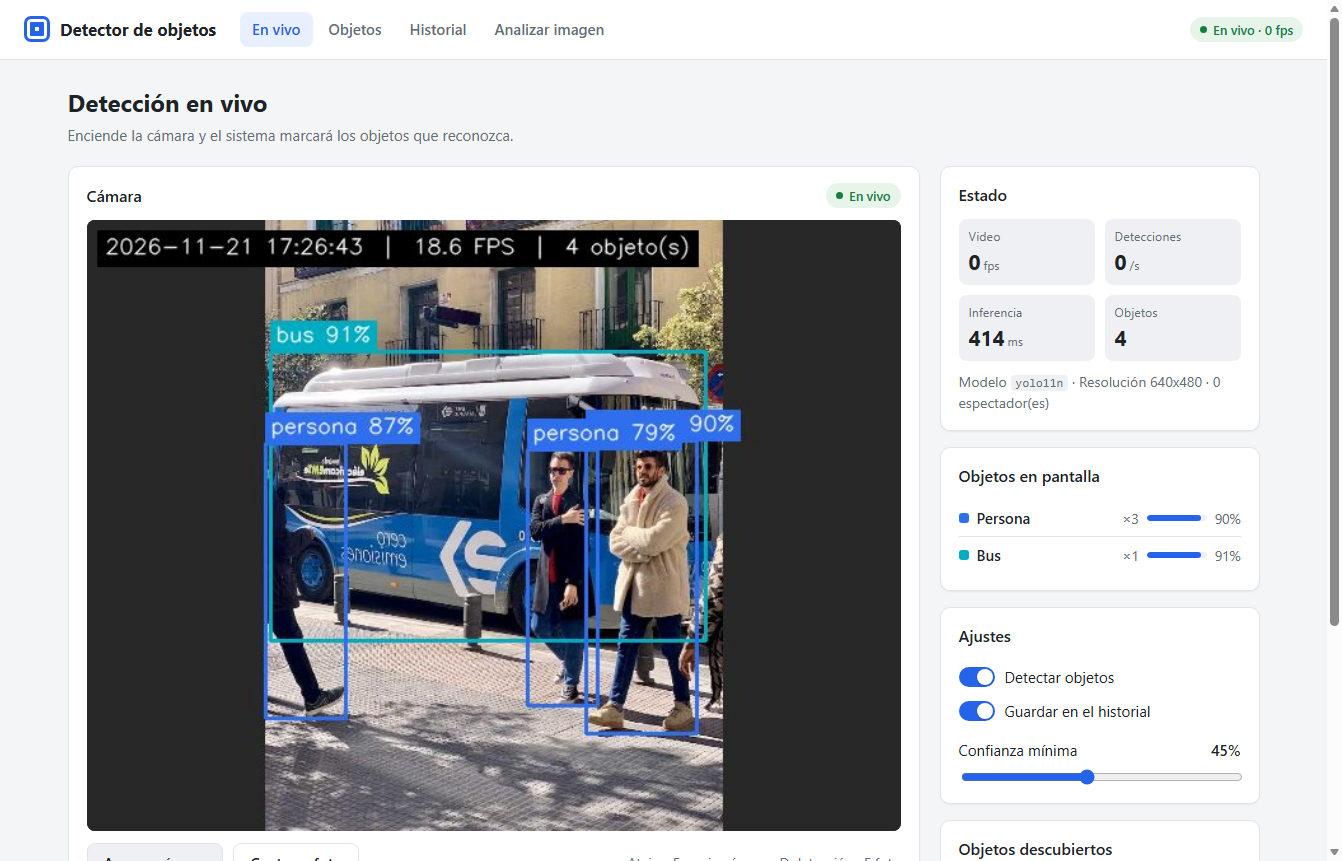 Detector de objetos
En vivo
Objetos
Historial
Analizar imagen
En vivo · 0 fps
Detección en vivo
Enciende la cámara y el sistema marcará los objetos que reconozca.
Cámara
En vivo
2026-11-21 17:26:43 | 18.6 FPS | 4 objeto(s)
bus 91%
persona 87%
persona 79%
90%
cero
emisiones
Estado
Video
0 fps
Detecciones
0 /s
Inferencia
414 ms
Objetos
4
Modelo yolo11n · Resolución 640x480 · 0
espectador(es)
Objetos en pantalla
Persona ×3 90%
Bus ×1 91%
Ajustes
Detectar objetos
Guardar en el historial
Confianza mínima 45%
Objetos descubiertos